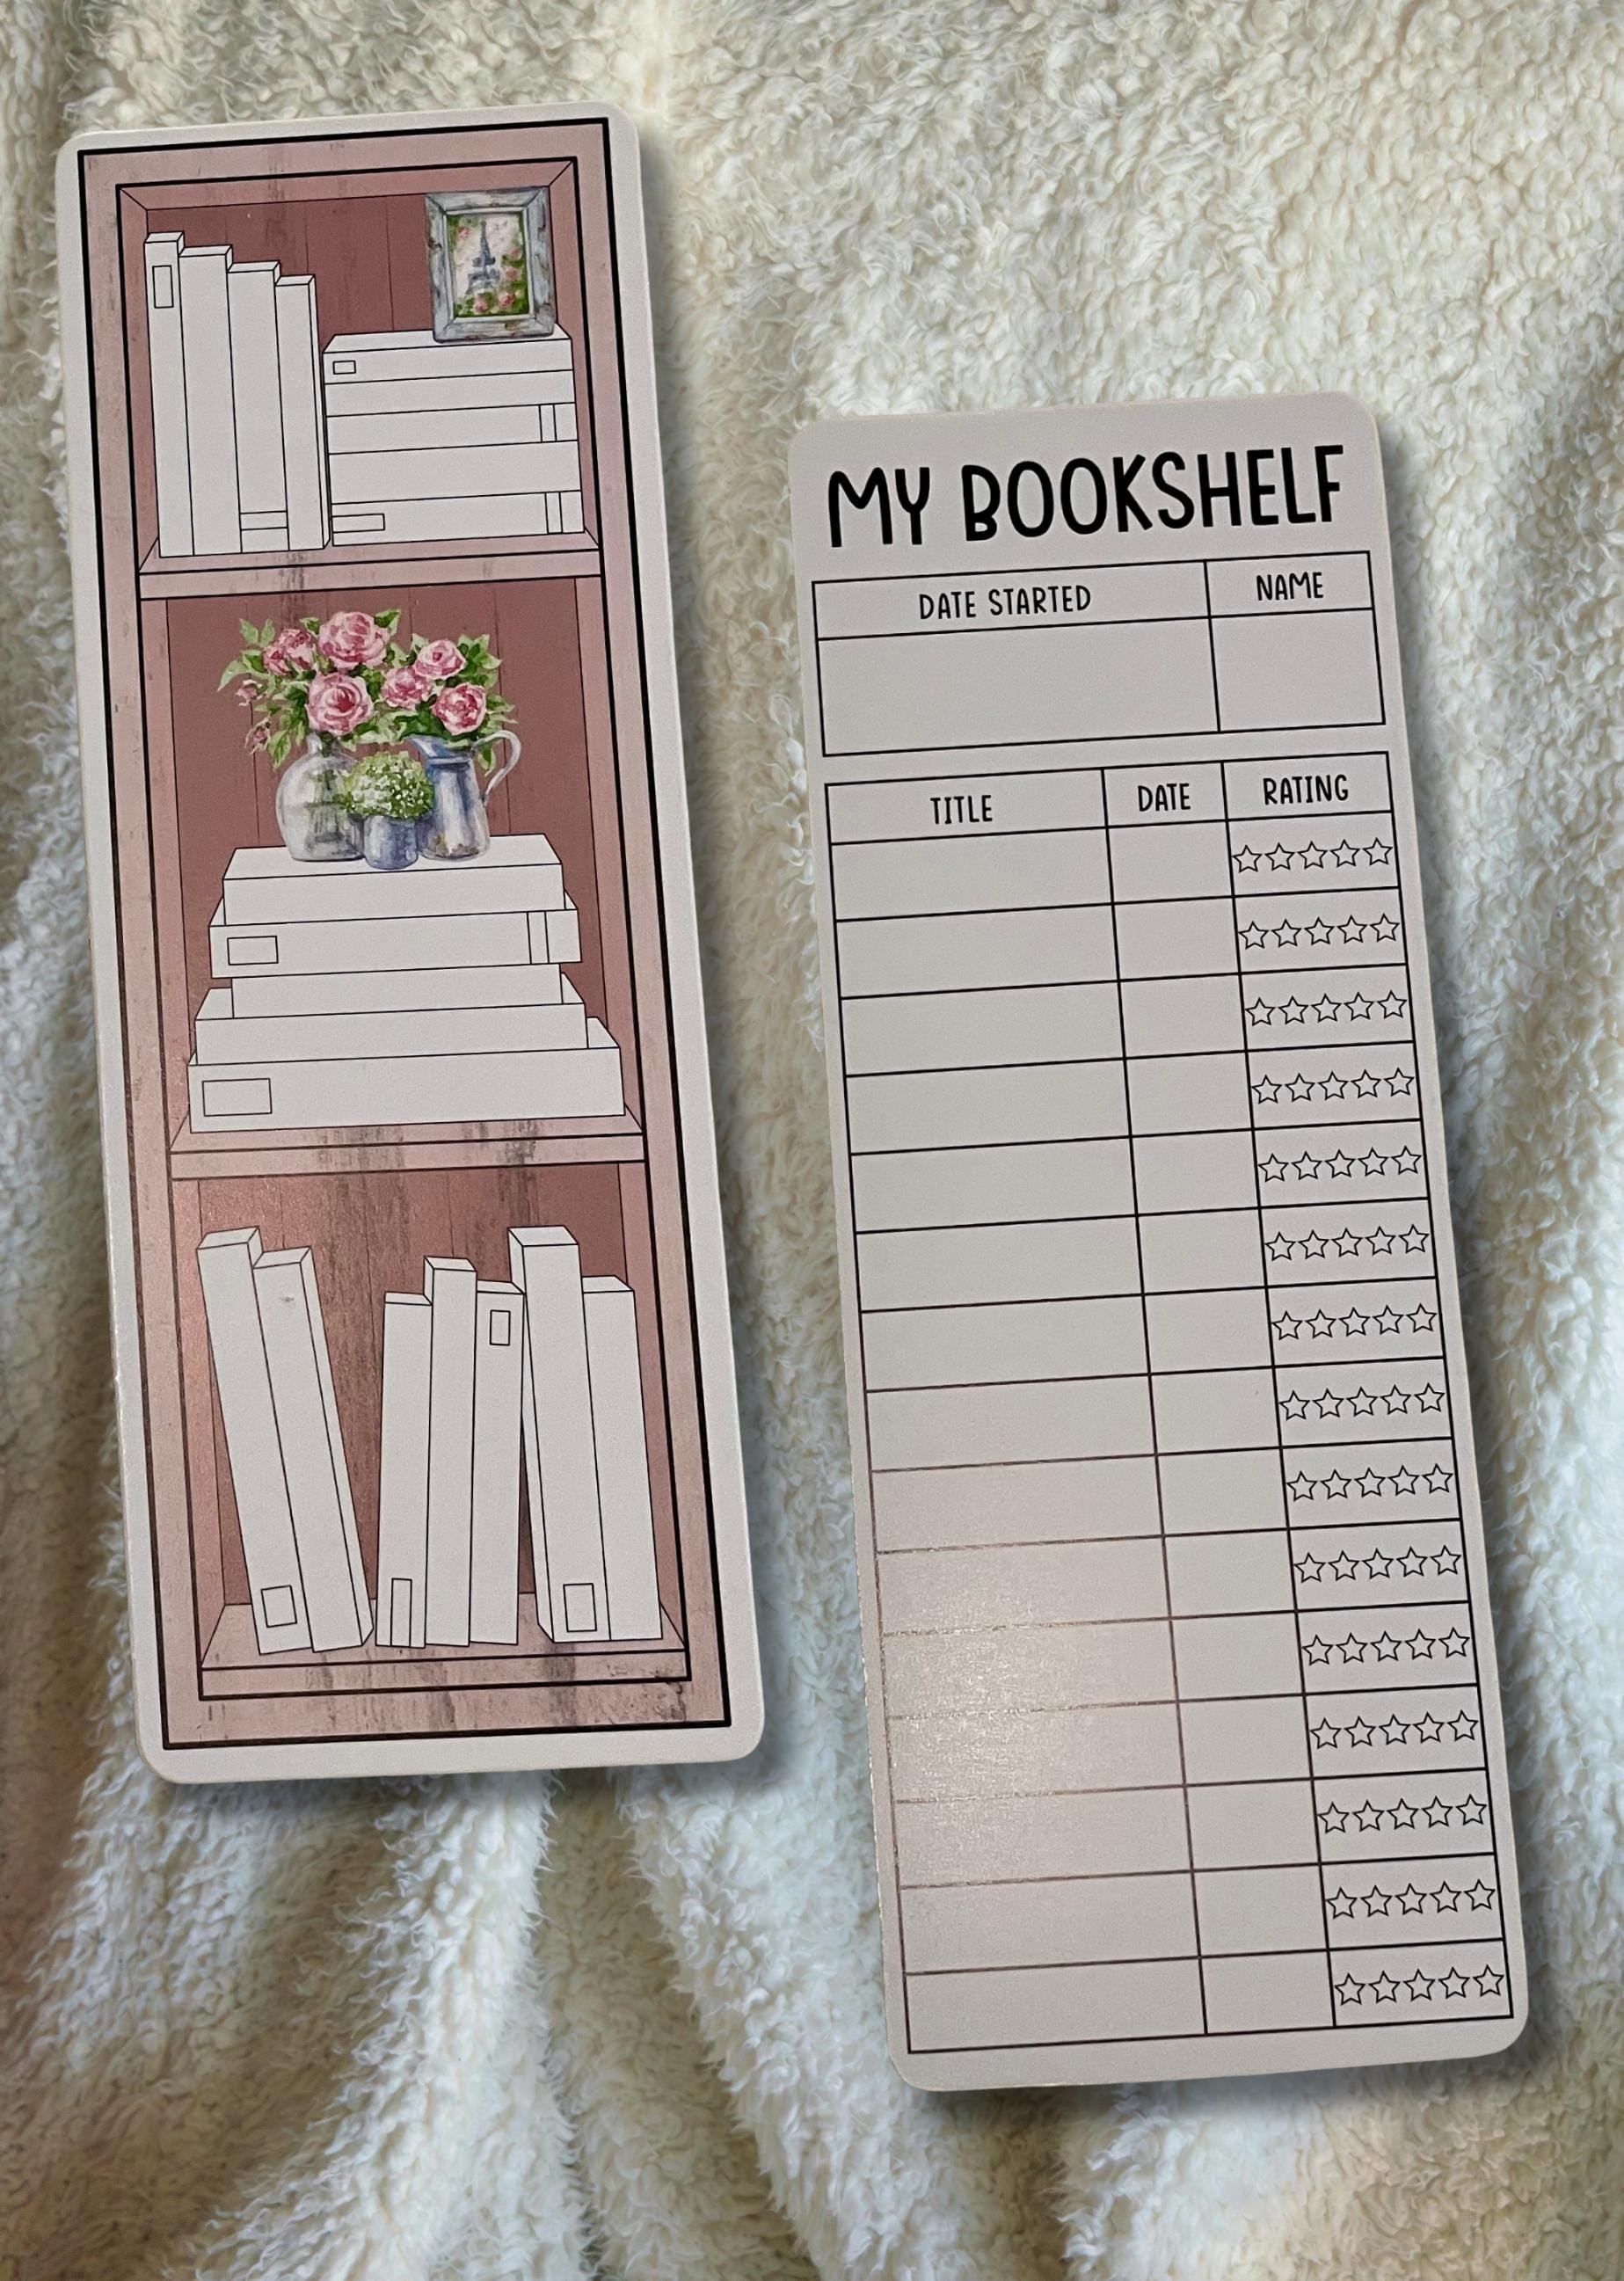 MY BOOKSHELF
DATE STARTED NAME
TITLE DATE RATING